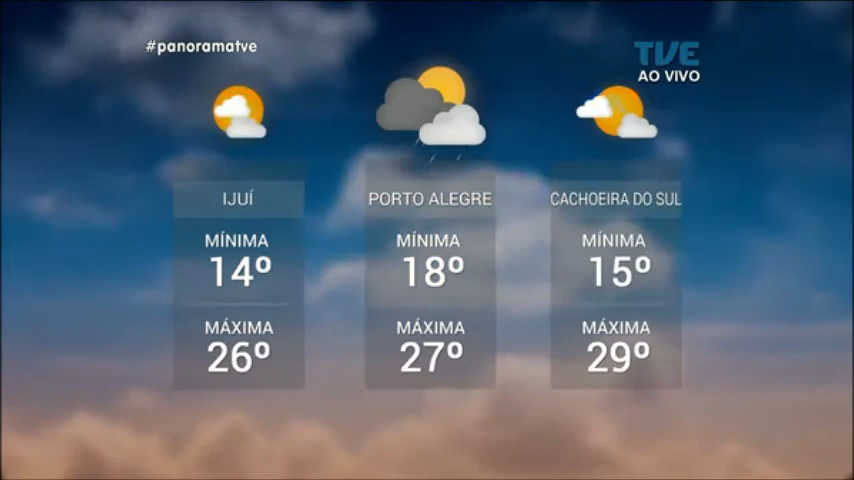 #panoramatve
TVE
AO VIVO
IJUÍ
MÍNIMA
14º
MÁXIMA
26º
PORTO ALEGRE
MÍNIMA
18º
MÁXIMA
27º
CACHOEIRA DO SUL
MÍNIMA
15º
MÁXIMA
29º